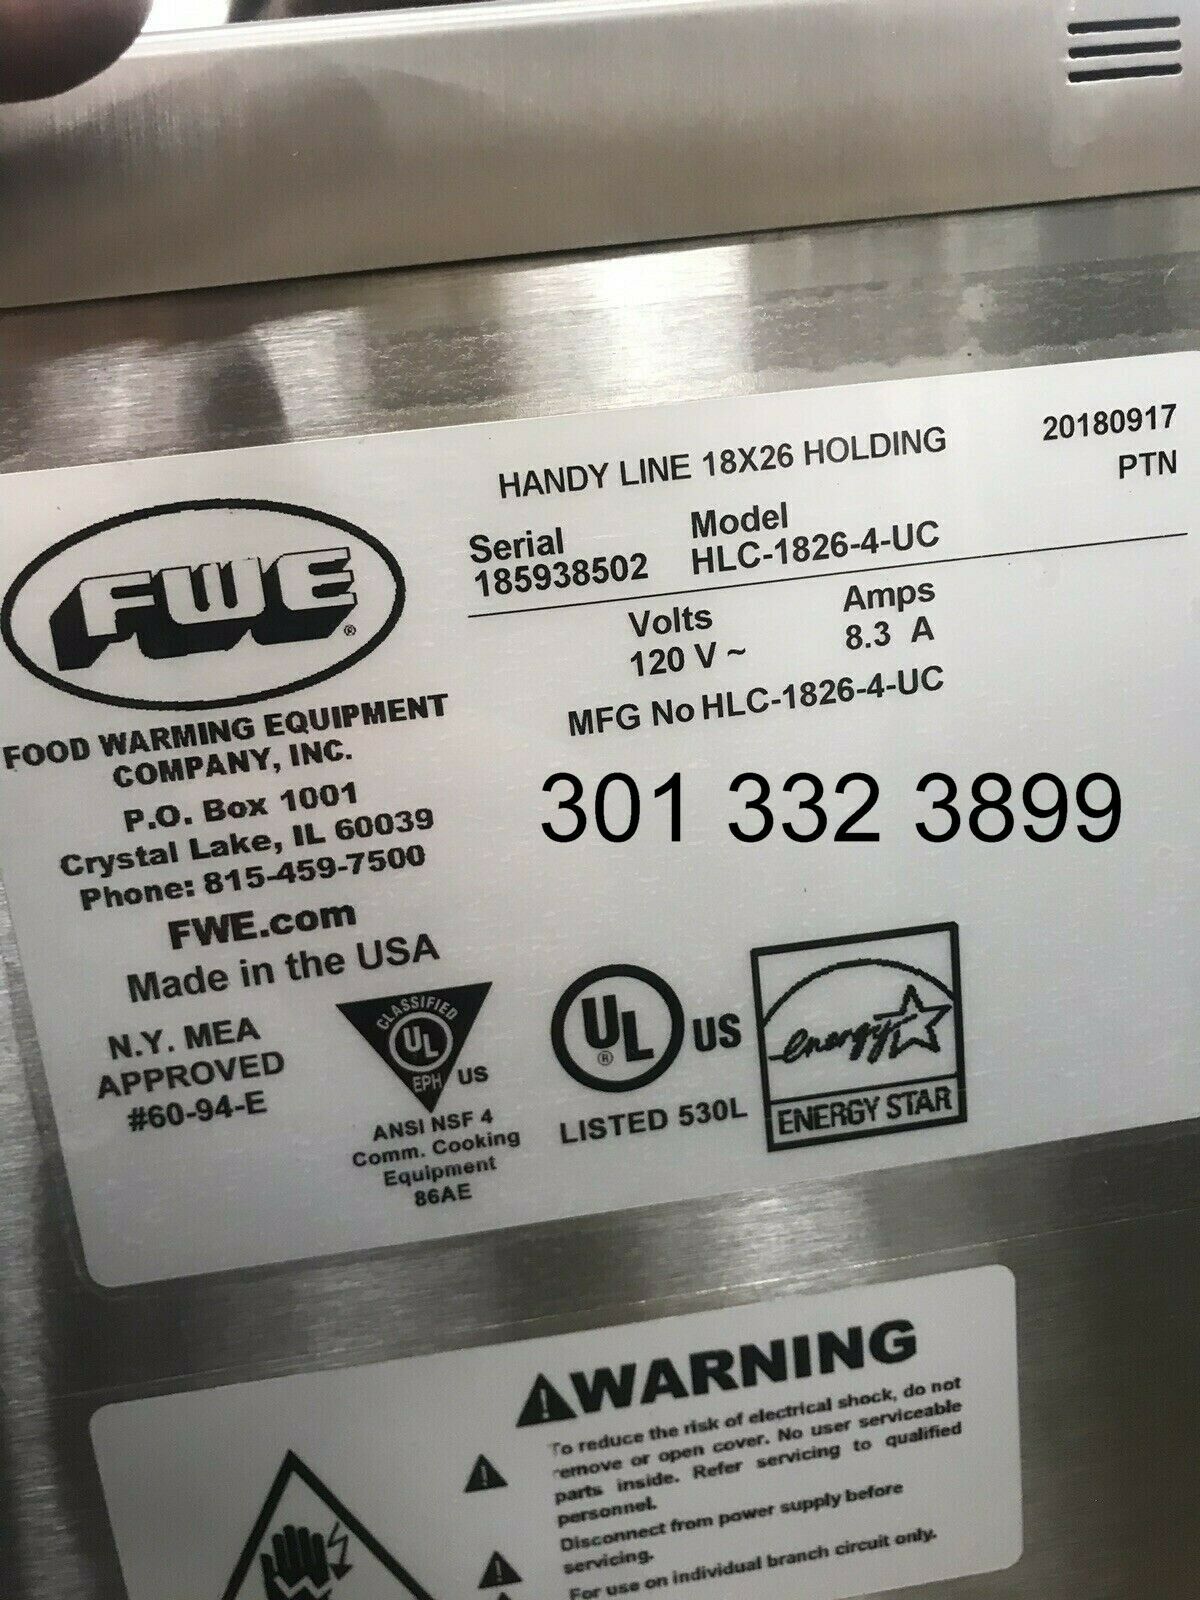 HANDY LINE 18X26 HOLDING
20180917
PTN
Serial
185938502
Model
HLC-1826-4-UC
Volts
120 V ~
Amps
8.3 A
MFG No HLC-1826-4-UC
301 332 3899
FWE®
FOOD WARMING EQUIPMENT
COMPANY, INC.
P.O. Box 1001
Crystal Lake, IL 60039
Phone: 815-459-7500
FWE.com
Made in the USA
N.Y. MEA
APPROVED
#60-94-E
CLASSIFIED
UL
EPH
US
ANSI NSF 4
Comm. Cooking
Equipment
86AE
UL®
US
LISTED 530L
energy
ENERGY STAR
WARNING
To reduce the risk of electrical shock, do not
remove or open cover. No user serviceable
parts inside. Refer servicing to qualified
personnel.
Disconnect from power supply before
servicing.
For use on individual branch circuit only.